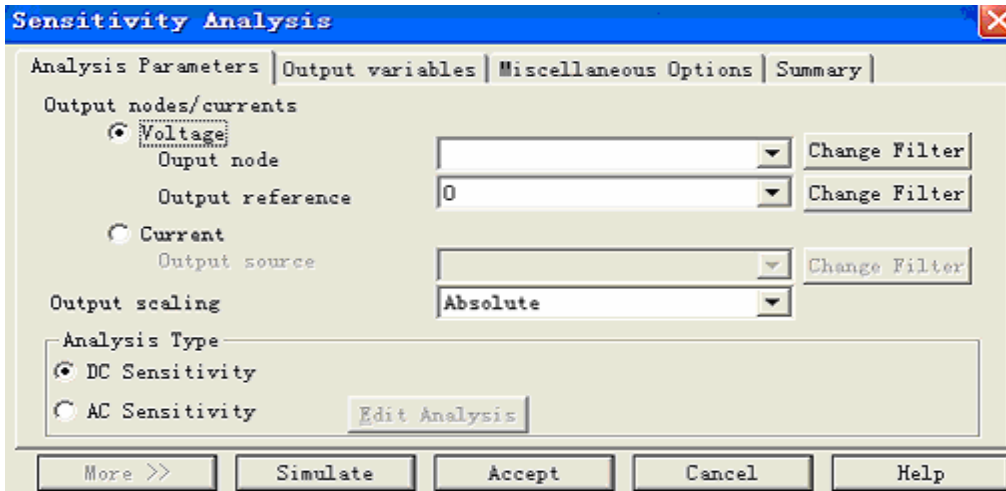 Sensitivity Analysis
Analysis Parameters Output variables Miscellaneous Options Summary
Output nodes/currents
Voltage
Ouput node Change Filter
Output reference 0 Change Filter
Current
Output source Change Filter
Output scaling Absolute
Analysis Type
DC Sensitivity
AC Sensitivity Edit Analysis
More >> Simulate Accept Cancel Help